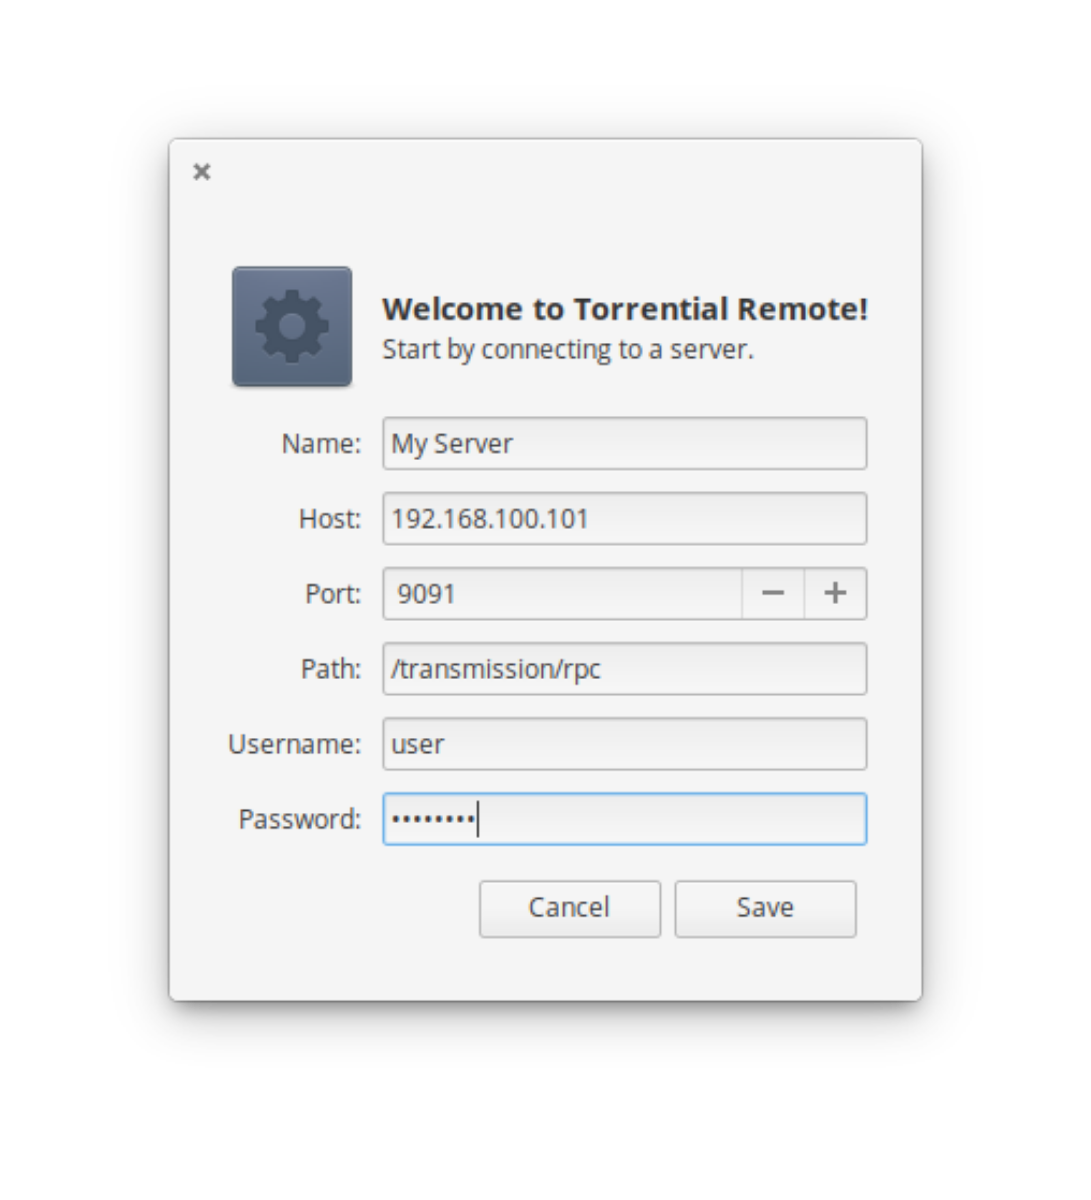 Welcome to Torrential Remote!
Start by connecting to a server.
Name: My Server
Host: 192.168.100.101
Port: 9091
Path: /transmission/rpc
Username: user
Password: ••••••••
Cancel Save